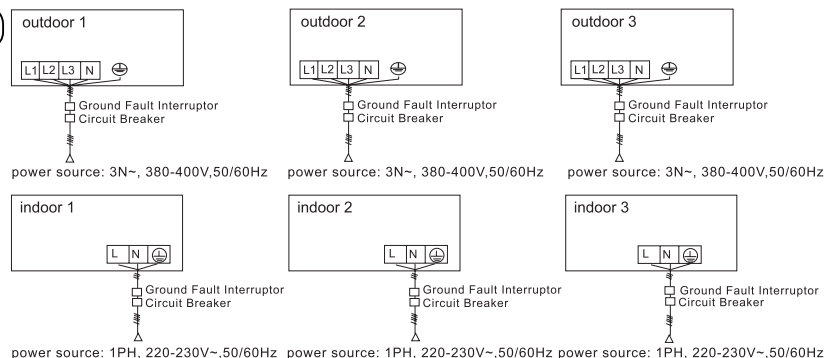 outdoor 1
L1 L2 L3 N
Ground Fault Interruptor
Circuit Breaker
power source: 3N~, 380-400V,50/60Hz
outdoor 2
L1 L2 L3 N
Ground Fault Interruptor
Circuit Breaker
power source: 3N~, 380-400V,50/60Hz
outdoor 3
L1 L2 L3 N
Ground Fault Interruptor
Circuit Breaker
power source: 3N~, 380-400V,50/60Hz
indoor 1
L N
Ground Fault Interruptor
Circuit Breaker
power source: 1PH, 220-230V~,50/60Hz
indoor 2
L N
Ground Fault Interruptor
Circuit Breaker
power source: 1PH, 220-230V~,50/60Hz
indoor 3
L N
Ground Fault Interruptor
Circuit Breaker
power source: 1PH, 220-230V~,50/60Hz